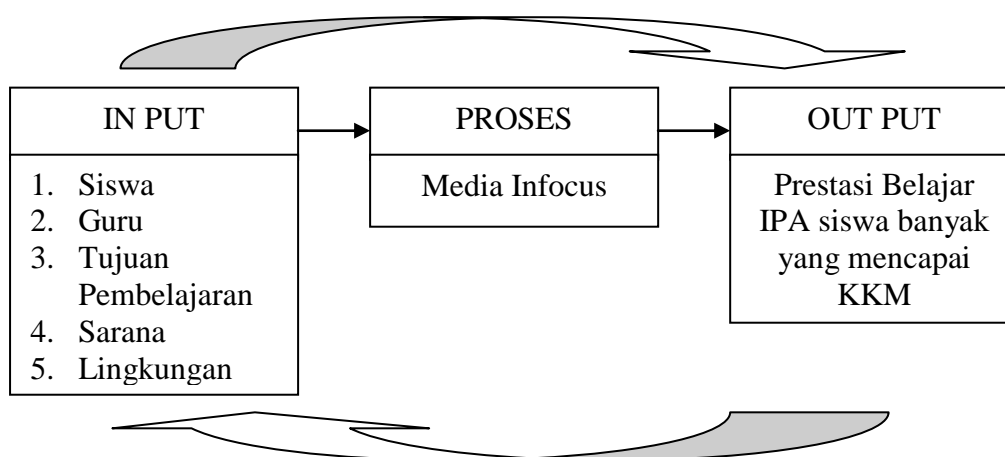 IN PUT
1. Siswa
2. Guru
3. Tujuan
Pembelajaran
4. Sarana
5. Lingkungan
PROSES
Media Infocus
OUT PUT
Prestasi Belajar
IPA siswa banyak
yang mencapai
KKM